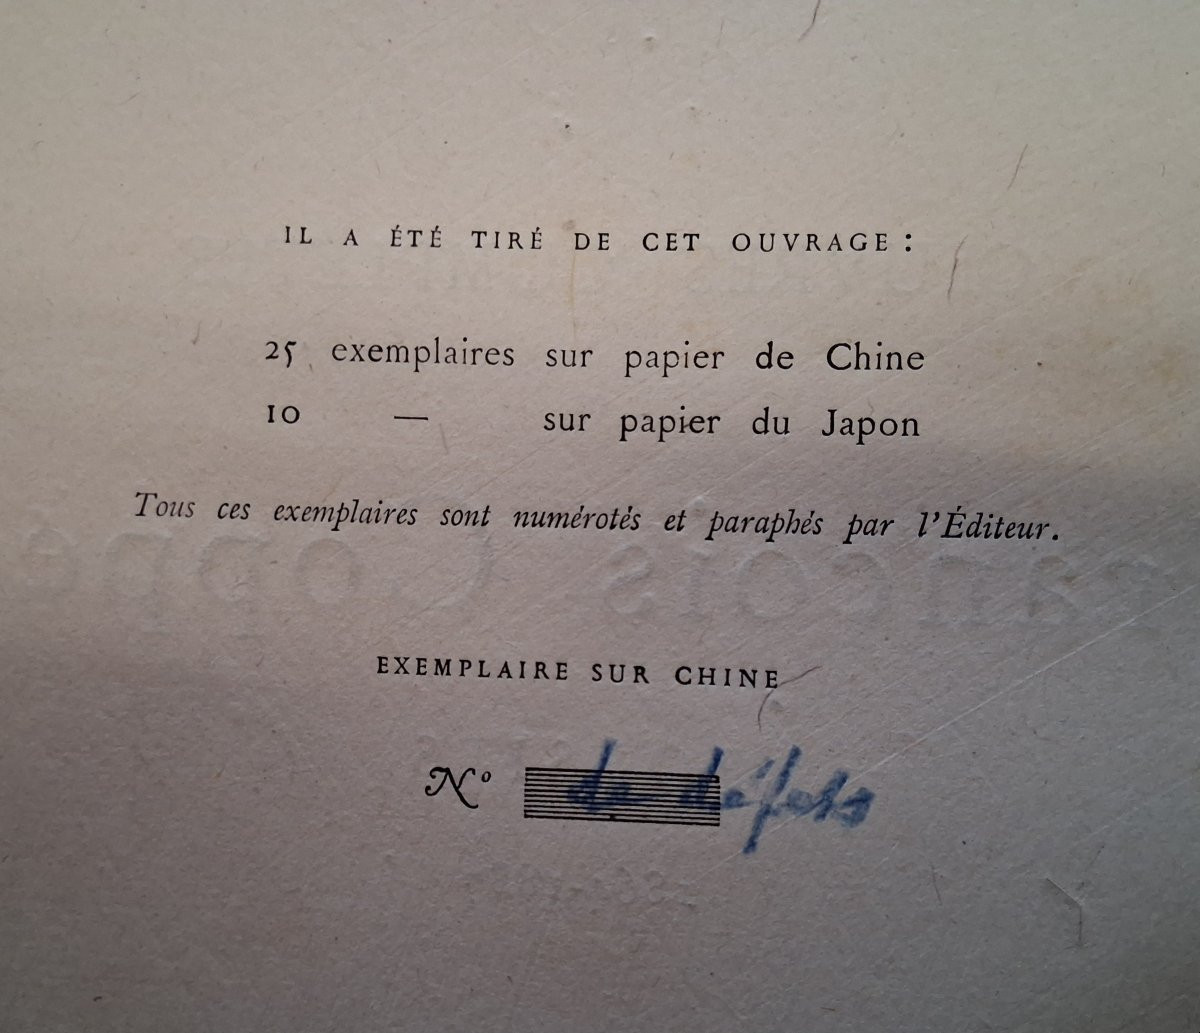 IL A ÉTÉ TIRÉ DE CET OUVRAGE :
25 exemplaires sur papier de Chine
10 — sur papier du Japon
Tous ces exemplaires sont numérotés et paraphés par l'Éditeur.
EXEMPLAIRE SUR CHINE
Nº de